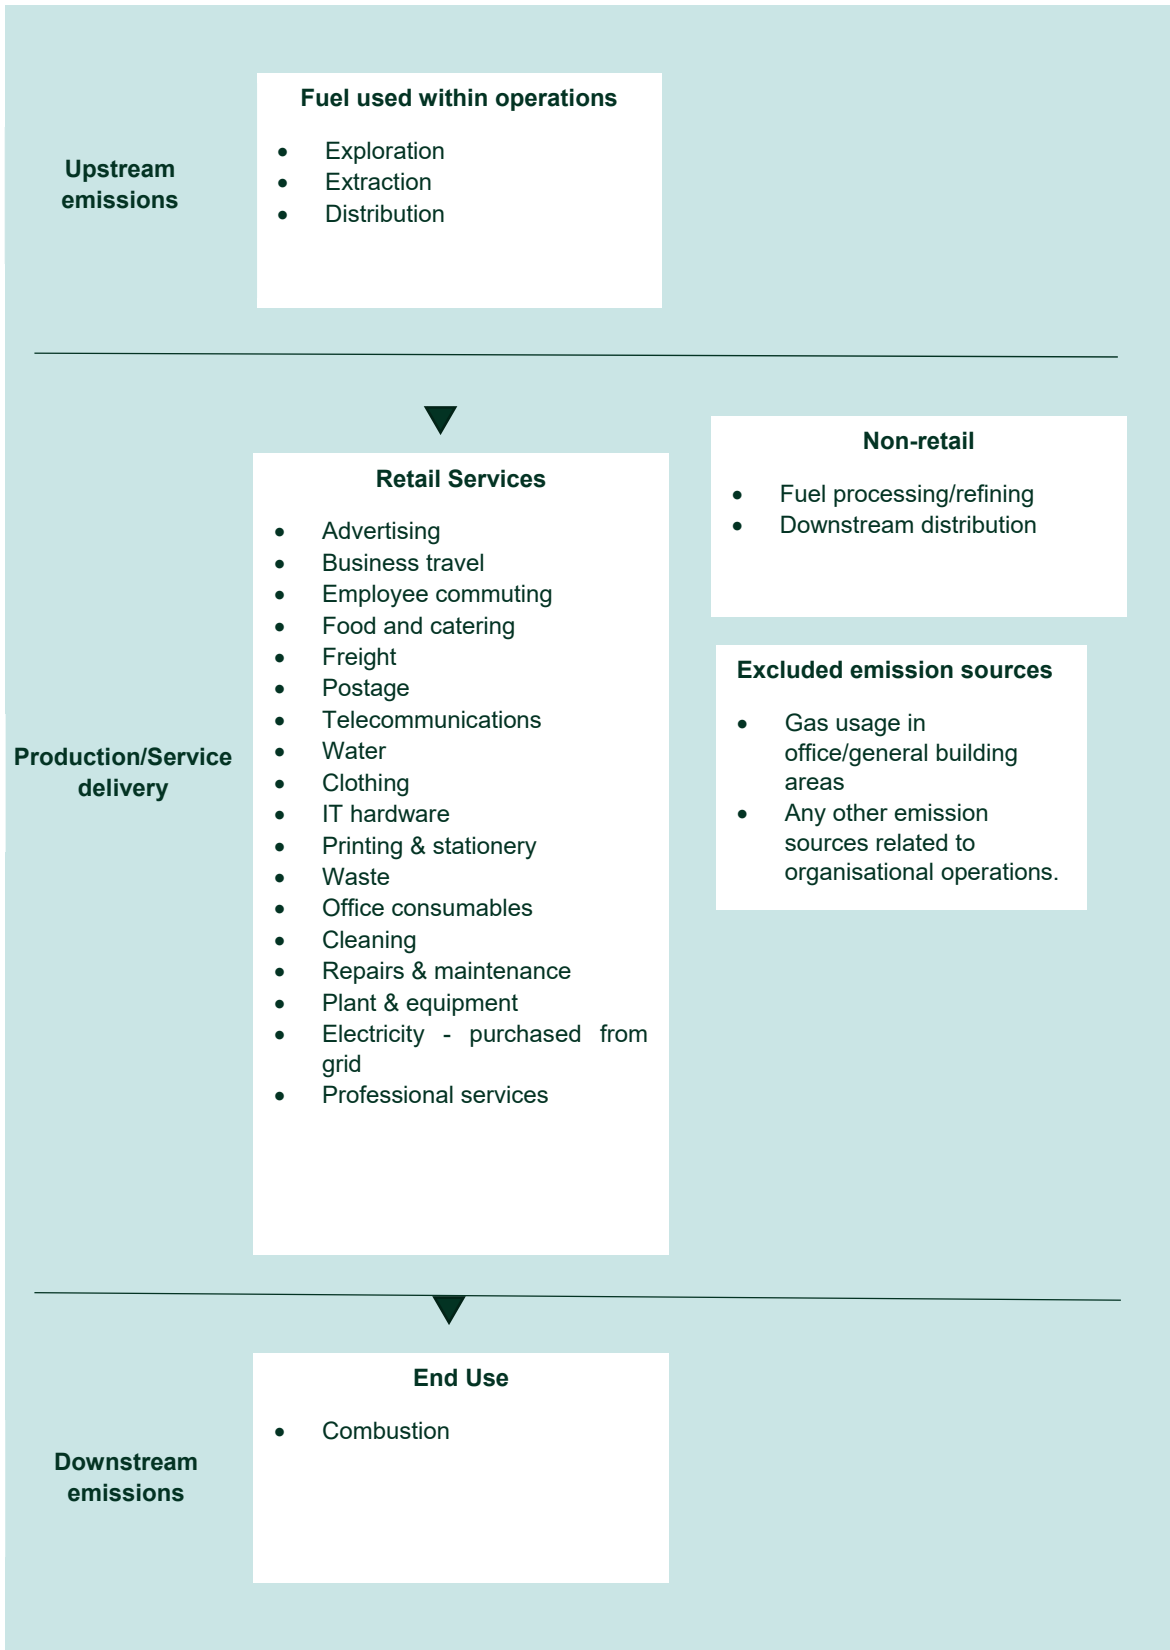 Upstream
emissions
Fuel used within operations
• Exploration
• Extraction
• Distribution
Production/Service
delivery
Retail Services
• Advertising
• Business travel
• Employee commuting
• Food and catering
• Freight
• Postage
• Telecommunications
• Water
• Clothing
• IT hardware
• Printing & stationery
• Waste
• Office consumables
• Cleaning
• Repairs & maintenance
• Plant & equipment
• Electricity - purchased from
grid
• Professional services
Non-retail
• Fuel processing/refining
• Downstream distribution
Excluded emission sources
• Gas usage in
office/general building
areas
• Any other emission
sources related to
organisational operations.
Downstream
emissions
End Use
• Combustion